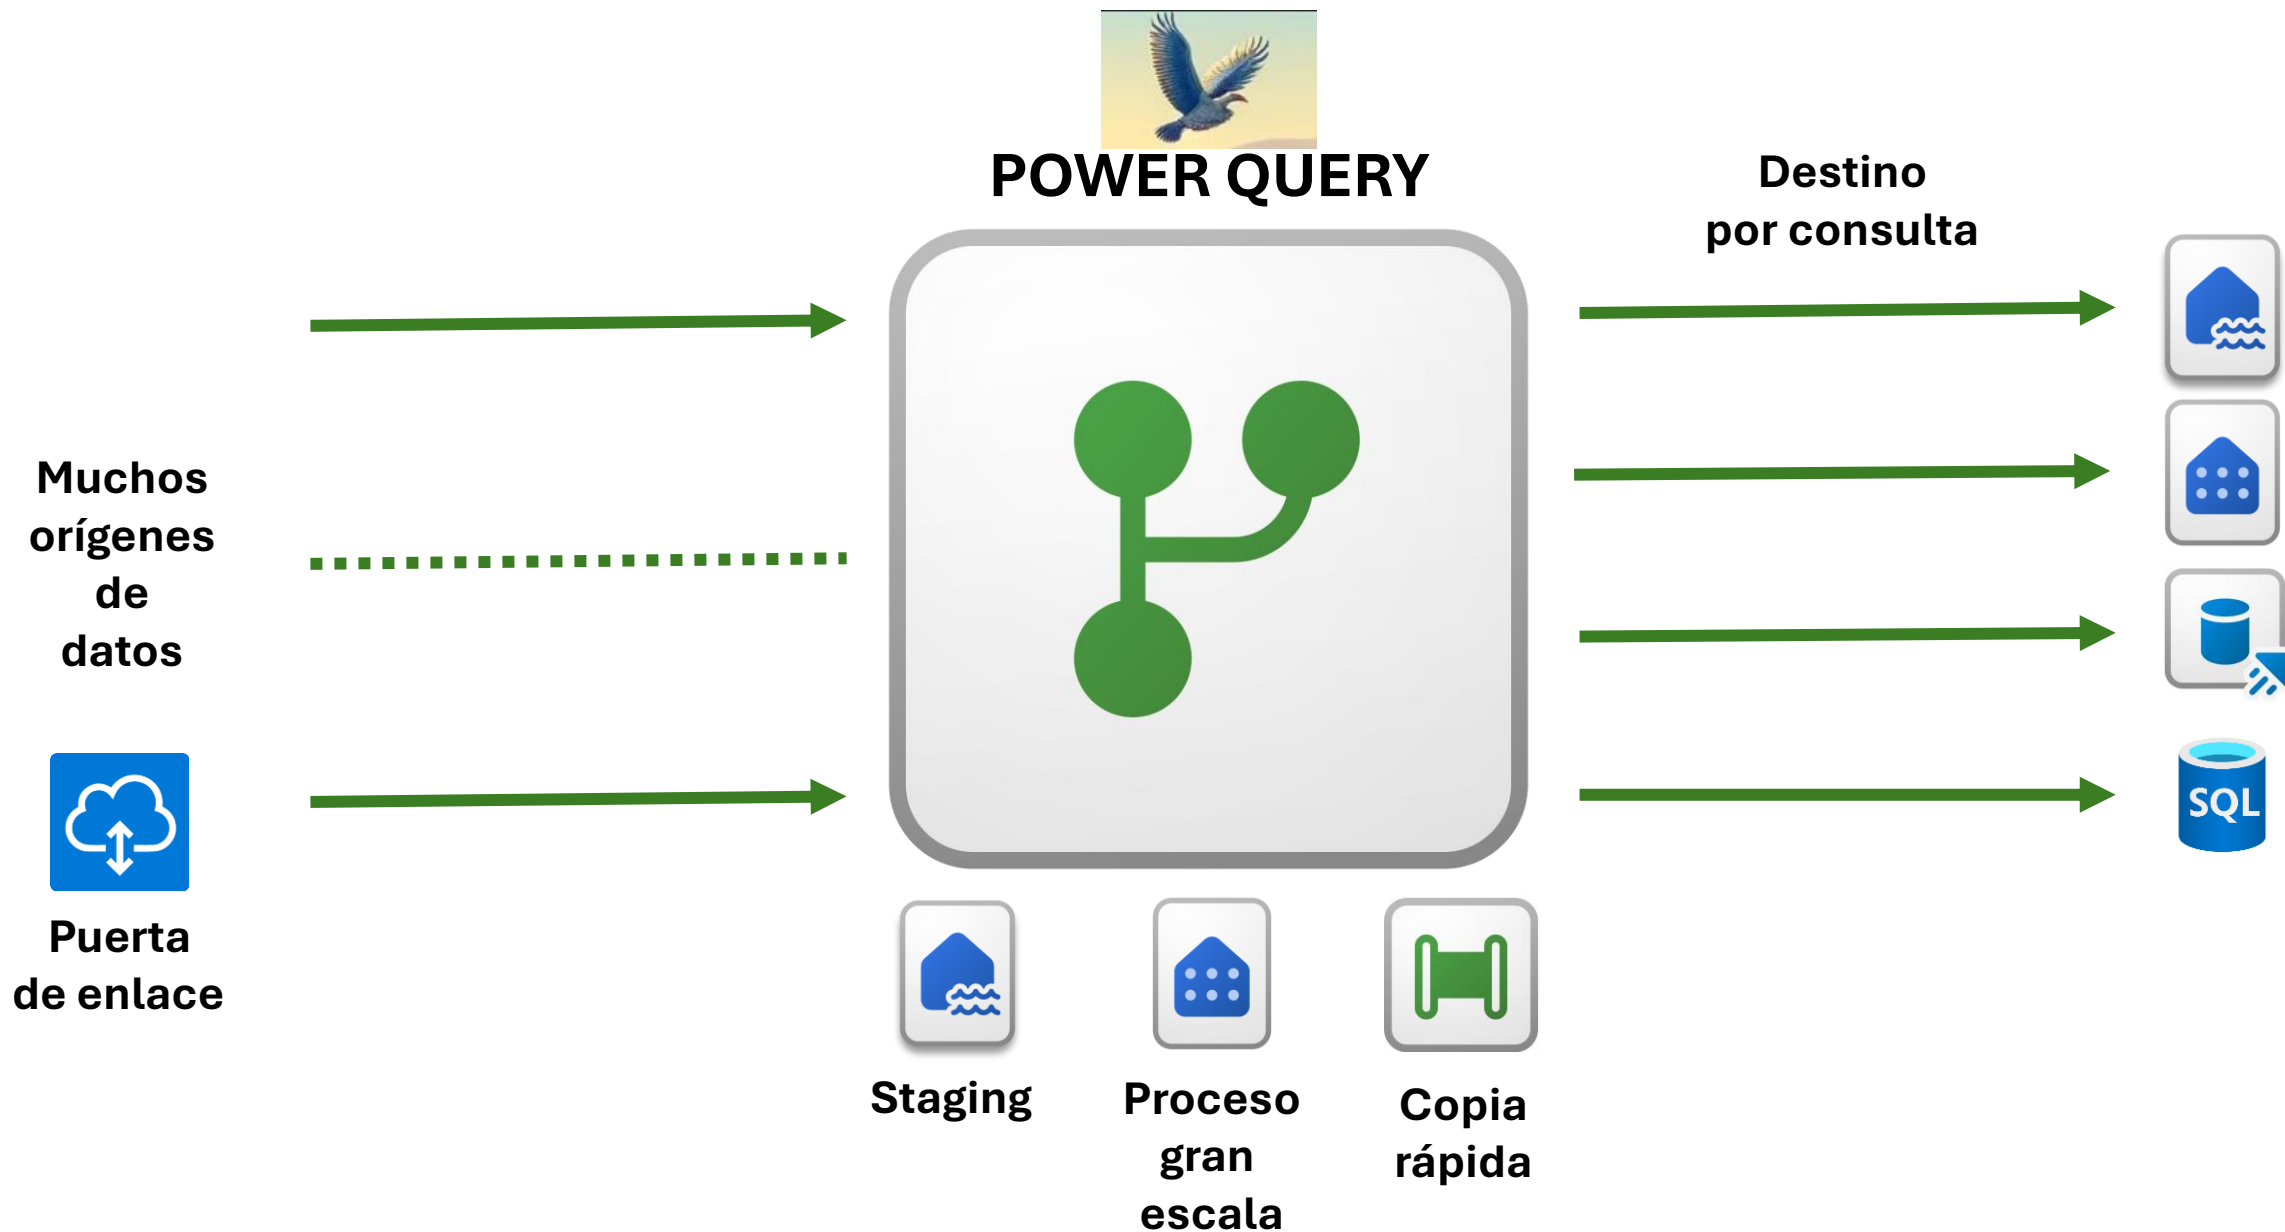 POWER QUERY
Destino
por consulta
Muchos
orígenes
de
datos
SQL
Puerta
de enlace
Staging
Proceso
gran
escala
Copia
rápida